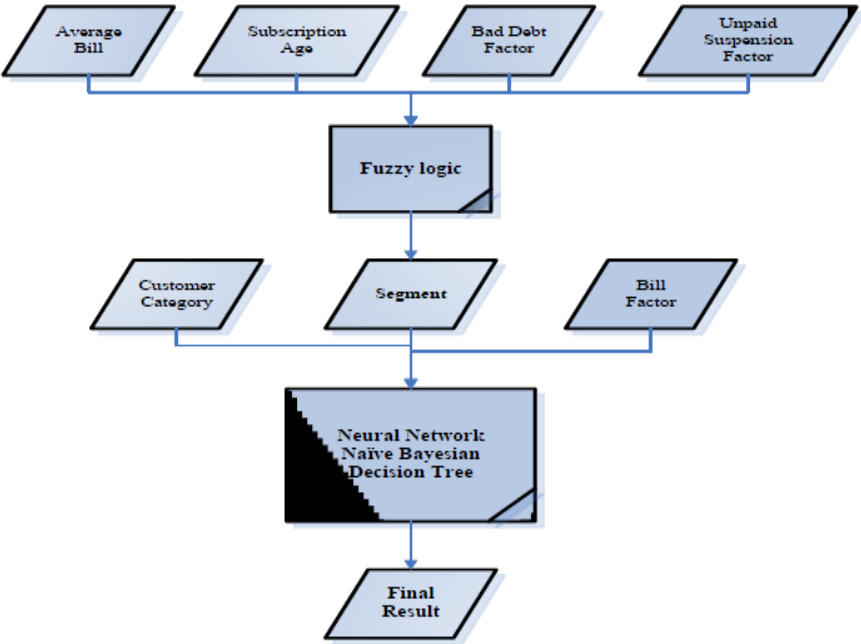 Average
Bill
Subscription
Age
Bad Debt
Factor
Unpaid
Suspension
Factor
Fuzzy logic
Customer
Category
Segment
Bill
Factor
Neural Network
Naïve Bayesian
Decision Tree
Final
Result